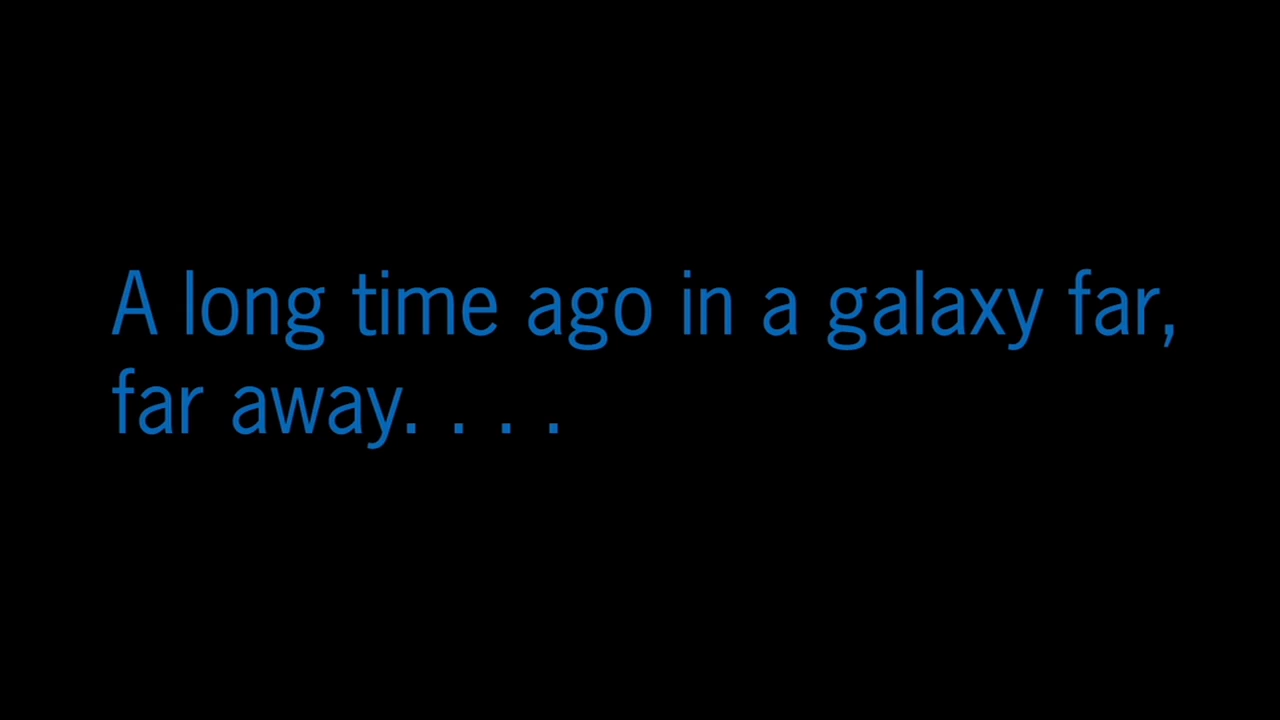 A long time ago in a galaxy far,
far away. . . .